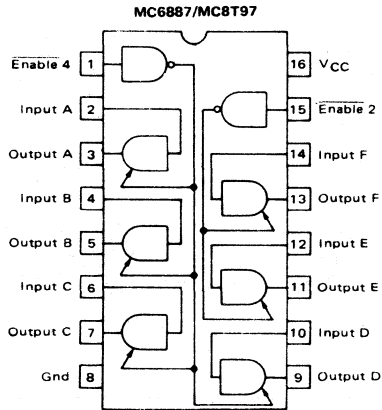 MC6887/MC8T97
Enable 4 1
Input A 2
Output A 3
Input B 4
Output B 5
Input C 6
Output C 7
Gnd 8
16 VCC
15 Enable 2
14 Input F
13 Output F
12 Input E
11 Output E
10 Input D
9 Output D